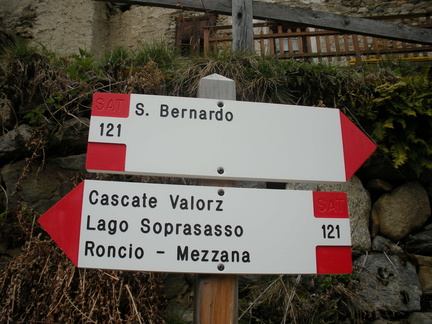 SAT S. Bernardo
121
Cascate Valorz SAT
Lago Soprasasso 121
Roncio - Mezzana